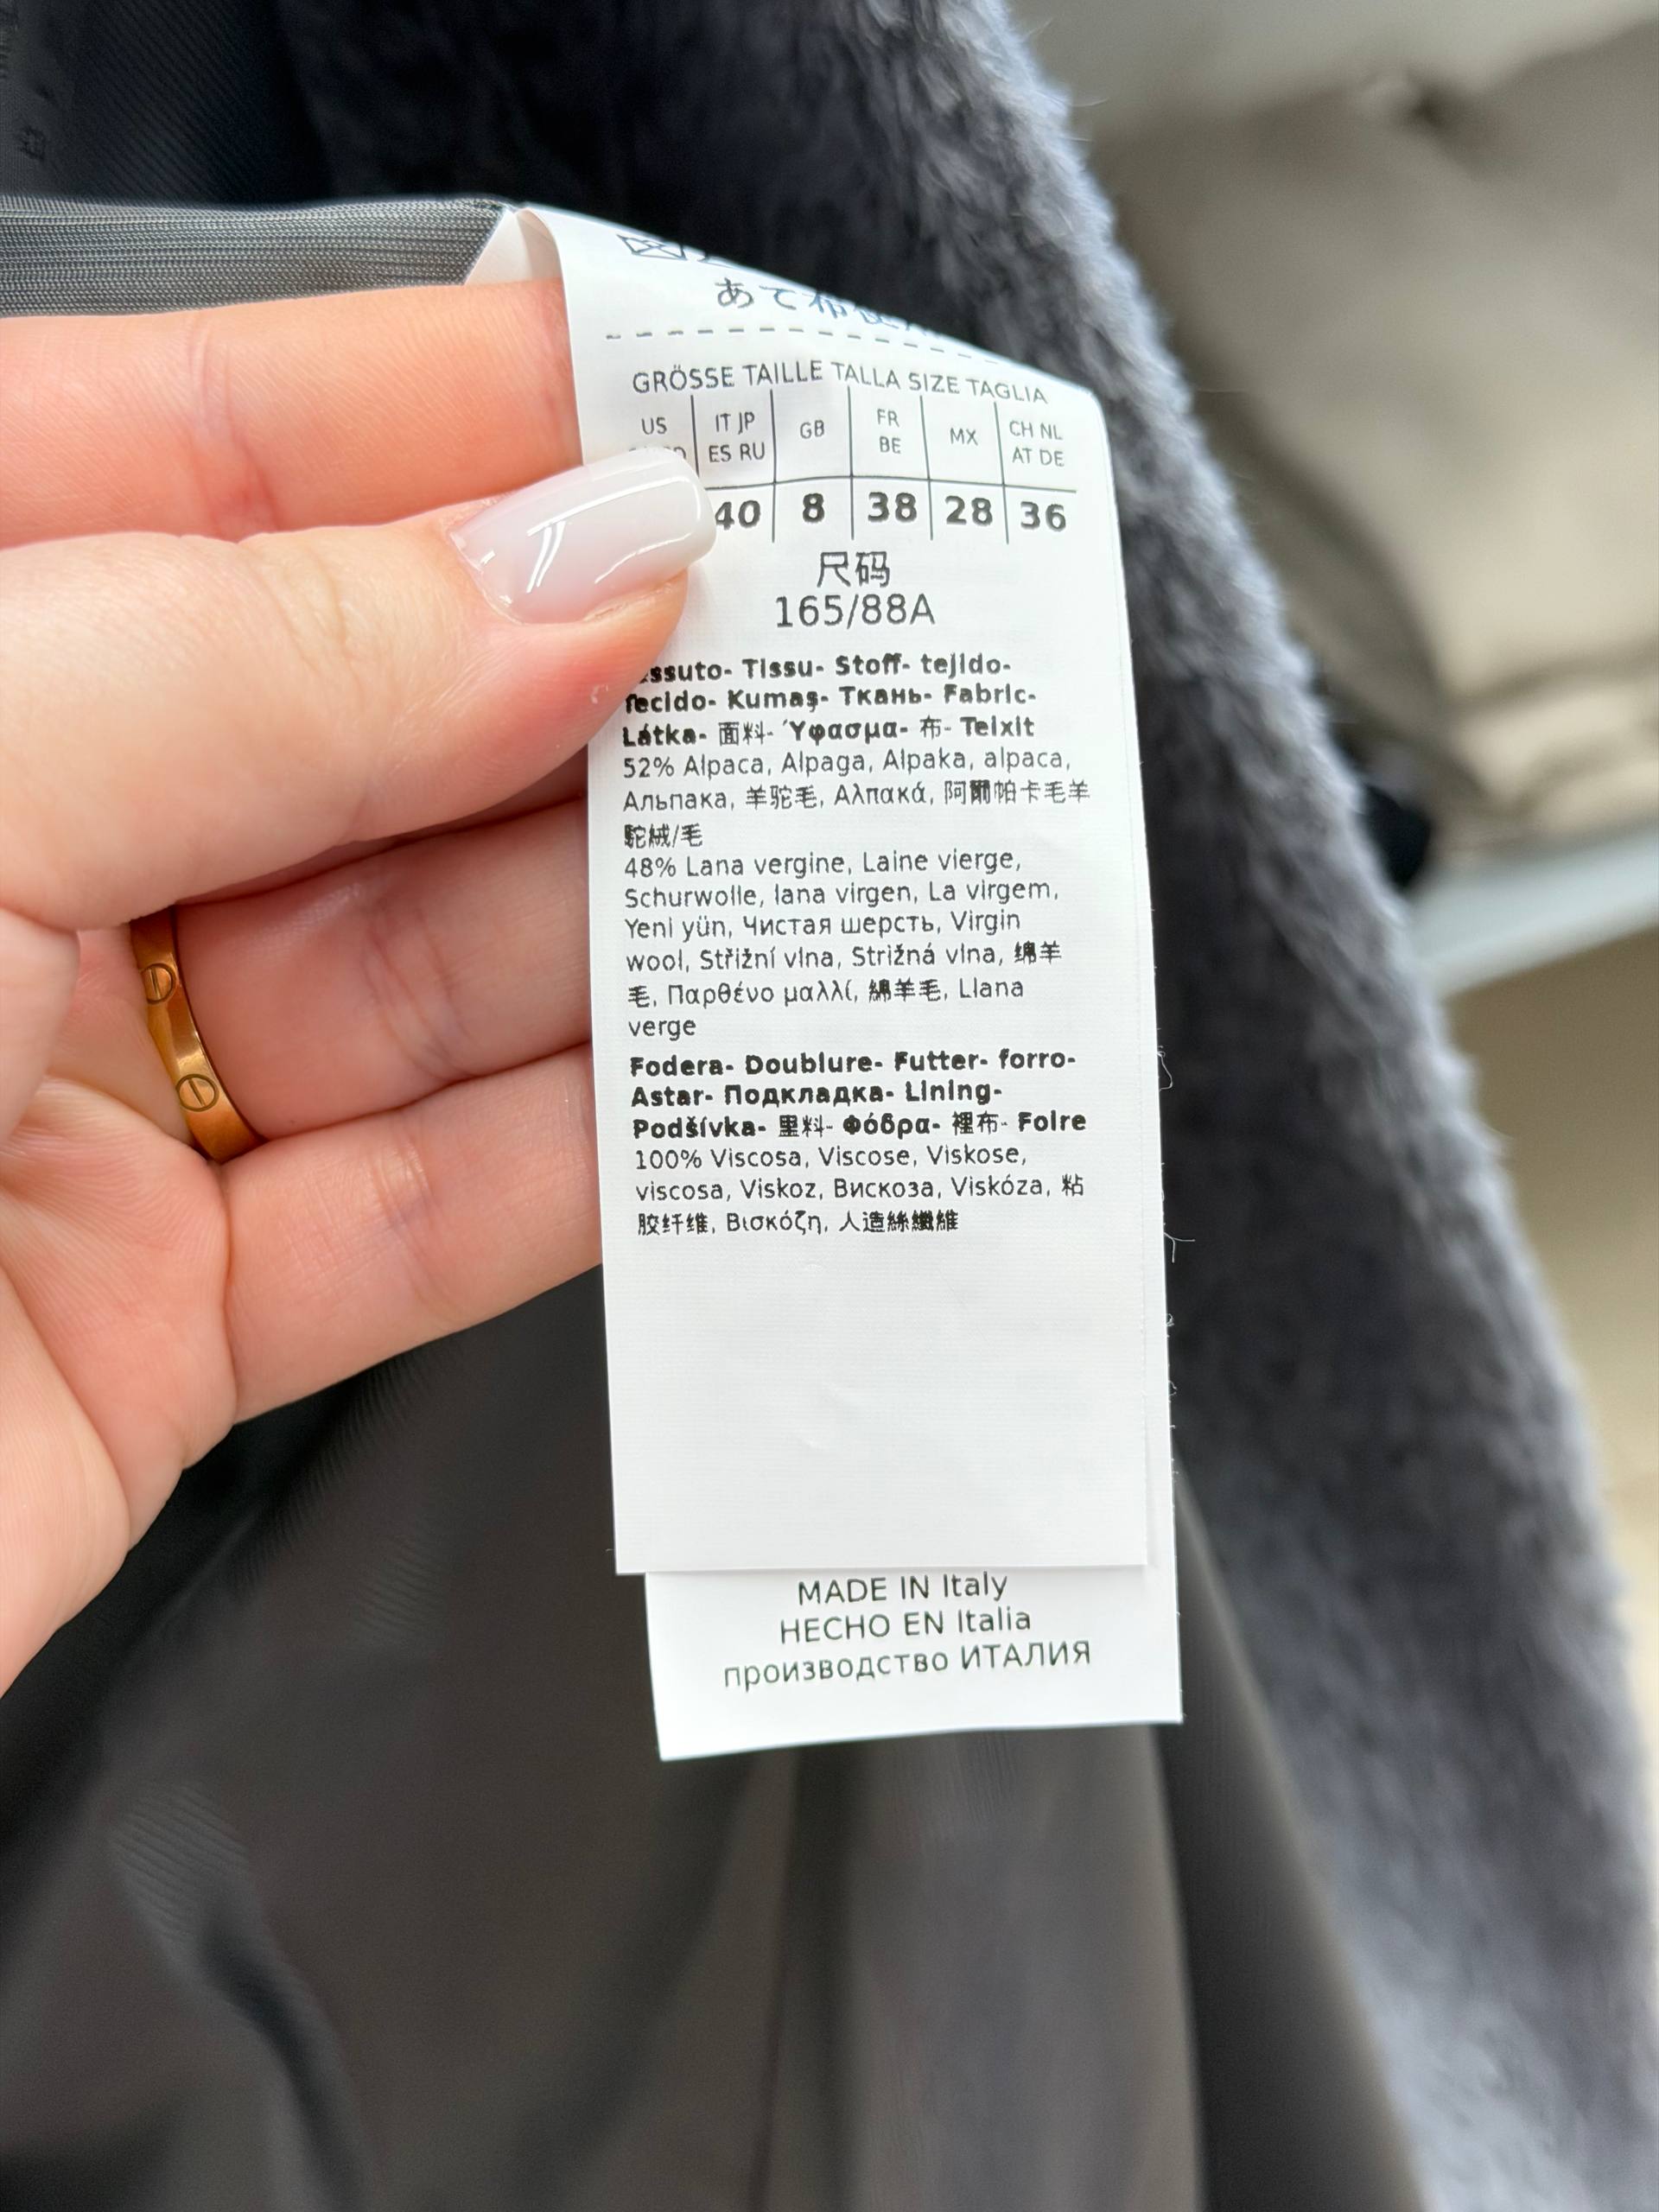 あて布
GRÖSSE TAILLE TALLA SIZE TAGLIA
US IT JP GB FR MX CH NL
ES RU BE AT DE
40 8 38 28 36
尺码
165/88A
Tissu- Stoff- tejido-
Tecido- Kumaş- Ткань- Fabric-
Látka- 面料- Ύφασμα- 布- Teixit
52% Alpaca, Alpaga, Alpaka, alpaca,
Альпака, 羊驼毛, Αλπακά, 阿爾帕卡毛羊
駝絨/毛
48% Lana vergine, Laine vierge,
Schurwolle, lana virgen, La virgem,
Yeni yün, Чистая шерсть, Virgin
wool, Střižní vlna, Strižná vlna, 绵羊
毛, Παρθένο μαλλί, 綿羊毛, Llana
verge
Fodera- Doublure- Futter- forro-
Astar- Подкладка- Lining-
Podšívka- 里料- Φόδρα- 裡布- Folre
100% Viscosa, Viscose, Viskose,
viscosa, Viskoz, Вискоза, Viskóza, 粘
胶纤维, Βισκόζη, 人造絲纖維
MADE IN Italy
HECHO EN Italia
производство ИТАЛИЯ